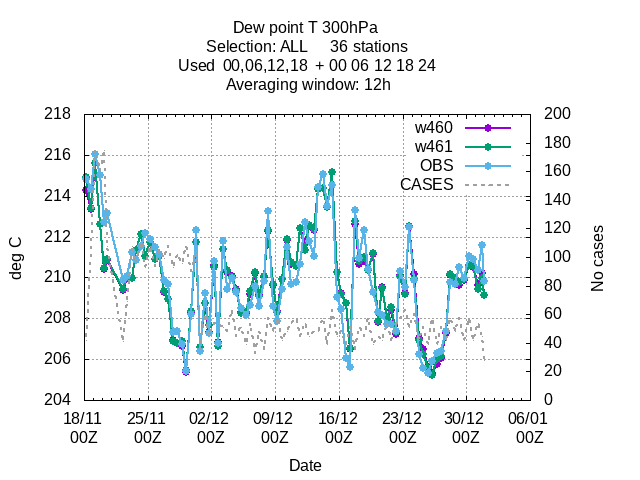 Dew point T 300hPa
Selection: ALL 36 stations
Used 00,06,12,18 + 00 06 12 18 24
Averaging window: 12h
218 200
w460 180
216 w461 160
OBS
214 CASES 140
212 120
210 100
208 80
60
206 40
20
204 0
deg C
No cases
18/11 25/11 02/12 09/12 16/12 23/12 30/12 06/01
00Z 00Z 00Z 00Z 00Z 00Z 00Z 00Z
Date